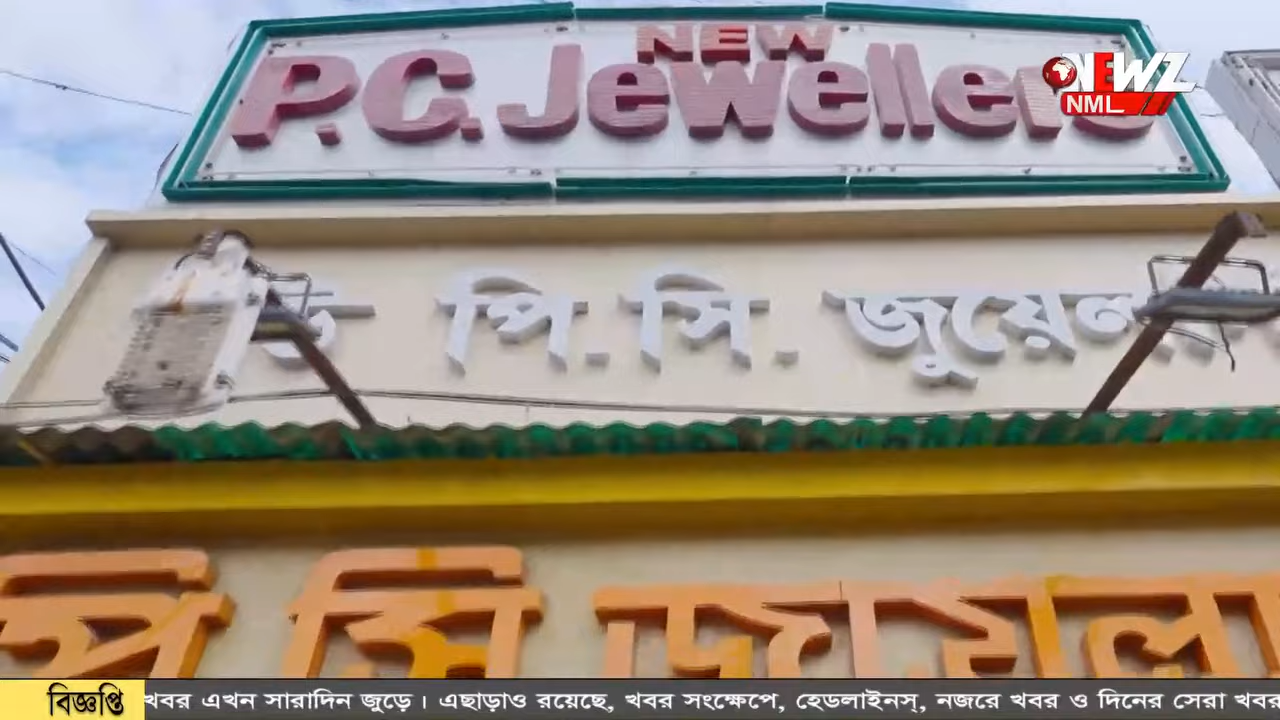 NEW
P.C. Jewellers
NEWZ
NML
পি. সি. জুয়েল
পি সি জুয়েলা
বিজ্ঞপ্তি
খবর এখন সারাদিন জুড়ে । এছাড়াও রয়েছে, খবর সংক্ষেপে, হেডলাইনস্, নজরে খবর ও দিনের সেরা খবর